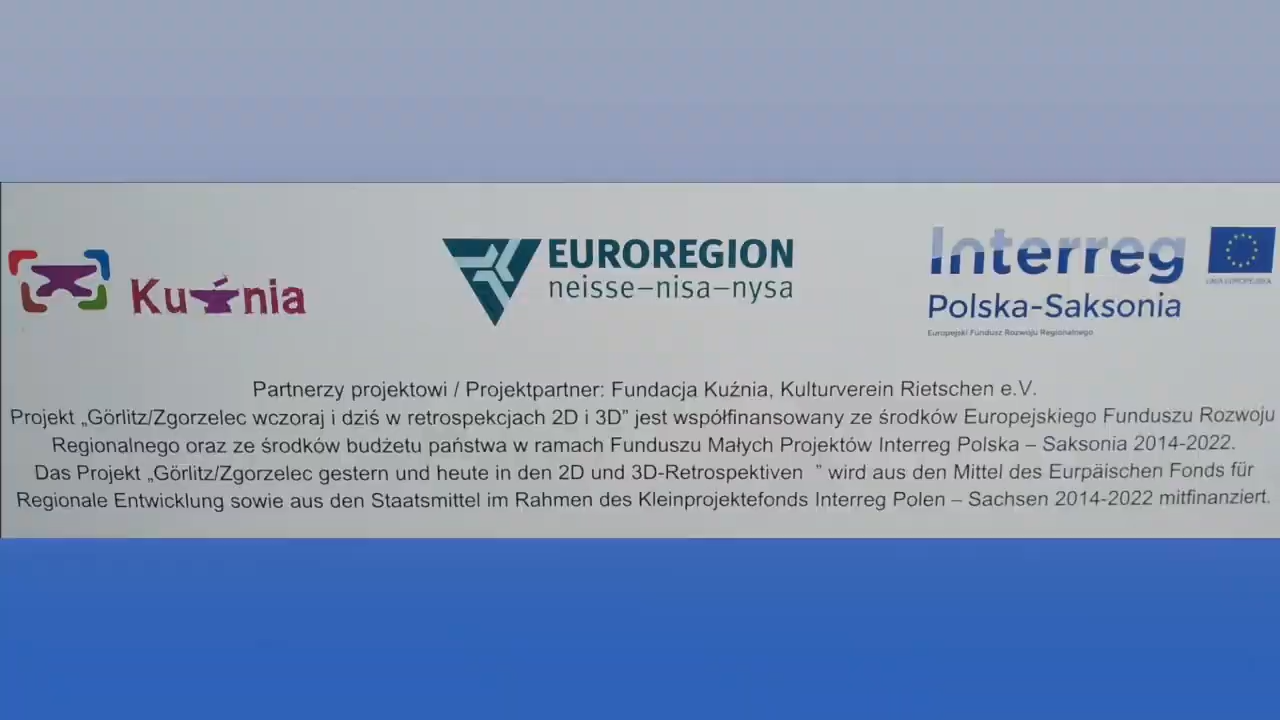 Kuźnia
EUROREGION
neisse–nisa–nysa
Interreg
Polska-Saksonia
Europejski Fundusz Rozwoju Regionalnego
UNIA EUROPEJSKA
Partnerzy projektowi / Projektpartner: Fundacja Kuźnia, Kulturverein Rietschen e.V.
Projekt „Görlitz/Zgorzelec wczoraj i dziś w retrospekcjach 2D i 3D” jest współfinansowany ze środków Europejskiego Funduszu Rozwoju
Regionalnego oraz ze środków budżetu państwa w ramach Funduszu Małych Projektów Interreg Polska – Saksonia 2014-2022.
Das Projekt „Görlitz/Zgorzelec gestern und heute in den 2D und 3D-Retrospektiven ” wird aus den Mittel des Eurpäischen Fonds für
Regionale Entwicklung sowie aus den Staatsmittel im Rahmen des Kleinprojektefonds Interreg Polen – Sachsen 2014-2022 mitfinanziert.